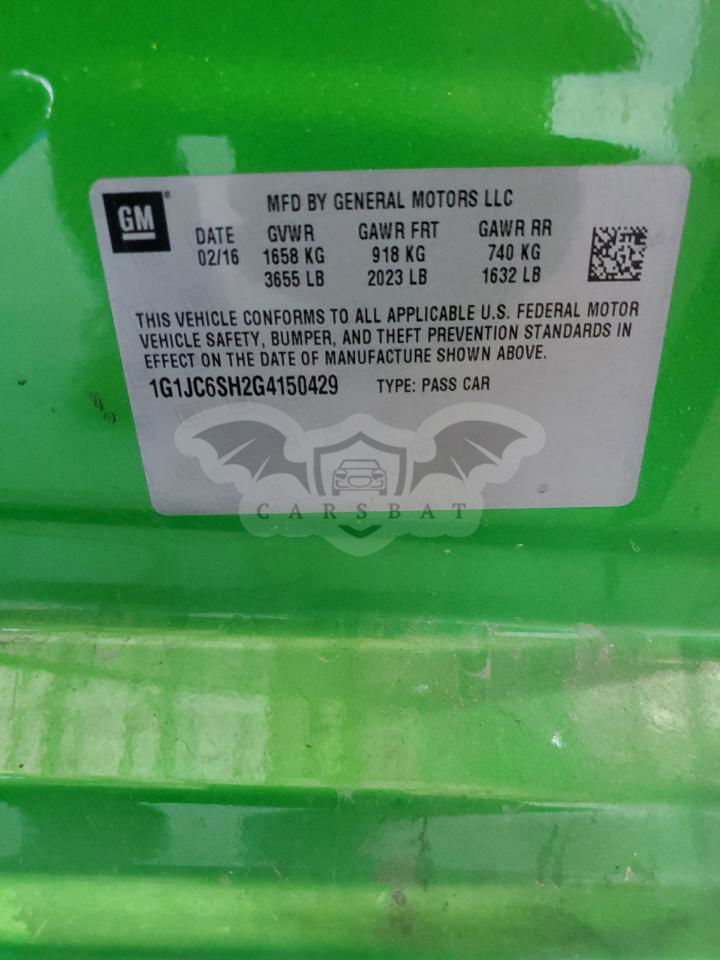 GM
MFD BY GENERAL MOTORS LLC
DATE GVWR GAWR FRT GAWR RR
02/16 1658 KG 918 KG 740 KG
3655 LB 2023 LB 1632 LB
THIS VEHICLE CONFORMS TO ALL APPLICABLE U.S. FEDERAL MOTOR
VEHICLE SAFETY, BUMPER, AND THEFT PREVENTION STANDARDS IN
EFFECT ON THE DATE OF MANUFACTURE SHOWN ABOVE.
1G1JC6SH2G4150429 TYPE: PASS CAR
CARSBAT